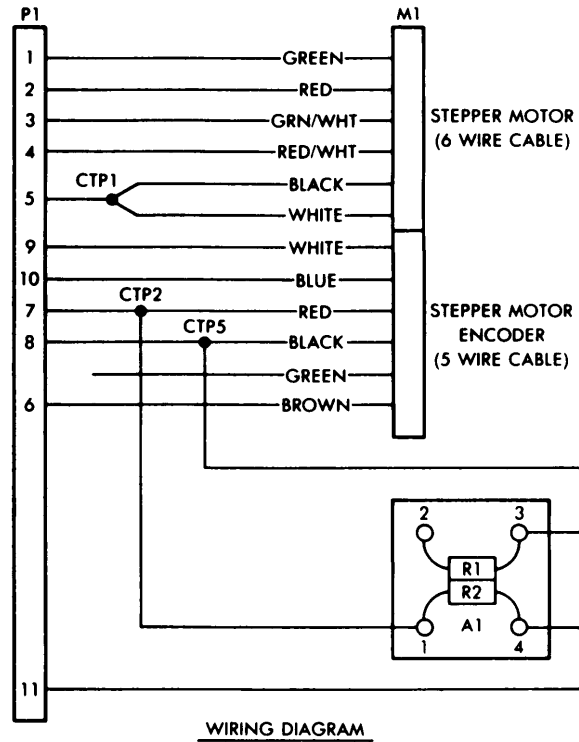 P1 M1
1 GREEN
2 RED
3 GRN/WHT
4 RED/WHT
STEPPER MOTOR
(6 WIRE CABLE)
CTP1
BLACK
5
WHITE
9 WHITE
10 BLUE
CTP2
7 RED
CTP5
8 BLACK
GREEN
6 BROWN
STEPPER MOTOR
ENCODER
(5 WIRE CABLE)
2 3
R1
R2
A1
1 4
11
WIRING DIAGRAM